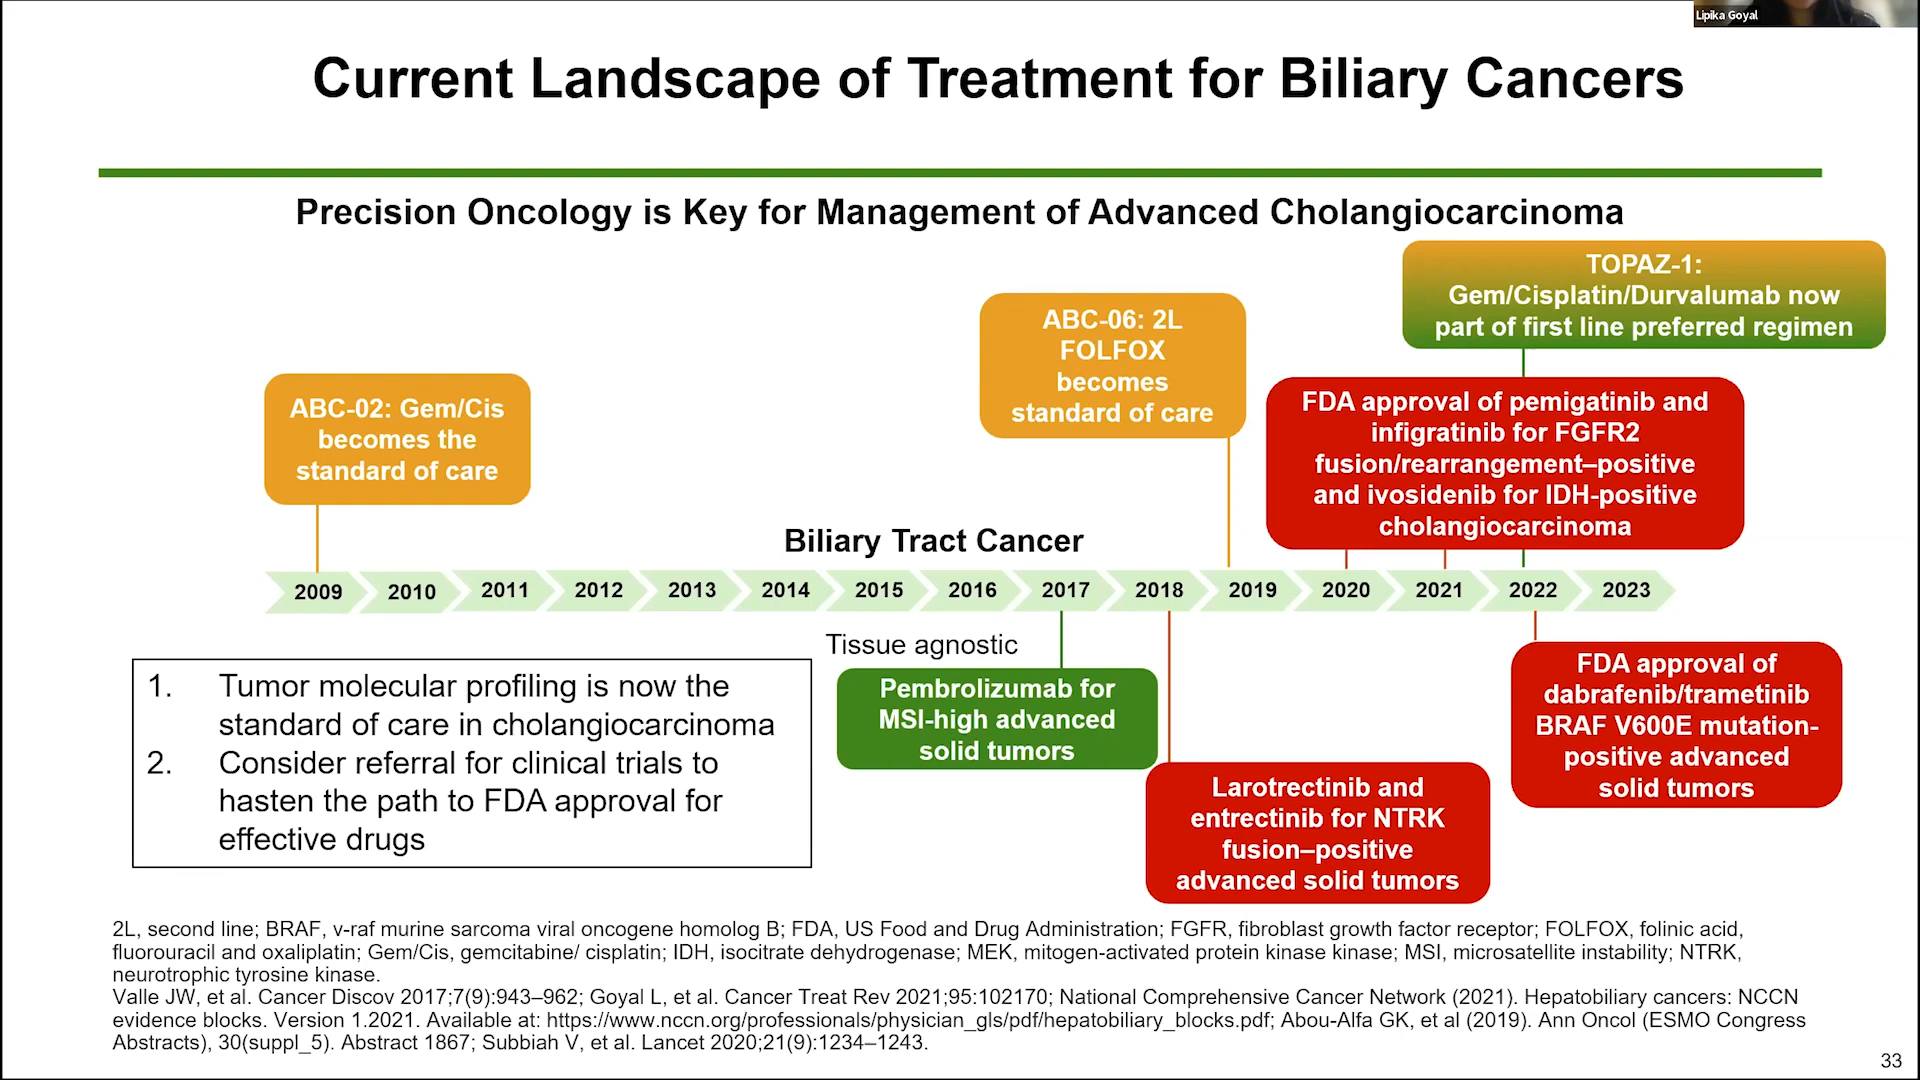 Lipika Goyal
Current Landscape of Treatment for Biliary Cancers
Precision Oncology is Key for Management of Advanced Cholangiocarcinoma
TOPAZ-1:
Gem/Cisplatin/Durvalumab now
part of first line preferred regimen
ABC-06: 2L
FOLFOX
becomes
standard of care
ABC-02: Gem/Cis
becomes the
standard of care
FDA approval of pemigatinib and
infigratinib for FGFR2
fusion/rearrangement–positive
and ivosidenib for IDH-positive
cholangiocarcinoma
Biliary Tract Cancer
2009 2010 2011 2012 2013 2014 2015 2016 2017 2018 2019 2020 2021 2022 2023
Tissue agnostic
Pembrolizumab for
MSI-high advanced
solid tumors
Larotrectinib and
entrectinib for NTRK
fusion–positive
advanced solid tumors
FDA approval of
dabrafenib/trametinib
BRAF V600E mutation-
positive advanced
solid tumors
1. Tumor molecular profiling is now the
standard of care in cholangiocarcinoma
2. Consider referral for clinical trials to
hasten the path to FDA approval for
effective drugs
2L, second line; BRAF, v-raf murine sarcoma viral oncogene homolog B; FDA, US Food and Drug Administration; FGFR, fibroblast growth factor receptor; FOLFOX, folinic acid,
fluorouracil and oxaliplatin; Gem/Cis, gemcitabine/ cisplatin; IDH, isocitrate dehydrogenase; MEK, mitogen-activated protein kinase kinase; MSI, microsatellite instability; NTRK,
neurotrophic tyrosine kinase.
Valle JW, et al. Cancer Discov 2017;7(9):943–962; Goyal L, et al. Cancer Treat Rev 2021;95:102170; National Comprehensive Cancer Network (2021). Hepatobiliary cancers: NCCN
evidence blocks. Version 1.2021. Available at: https://www.nccn.org/professionals/physician_gls/pdf/hepatobiliary_blocks.pdf; Abou-Alfa GK, et al (2019). Ann Oncol (ESMO Congress
Abstracts), 30(suppl_5). Abstract 1867; Subbiah V, et al. Lancet 2020;21(9):1234–1243.
33